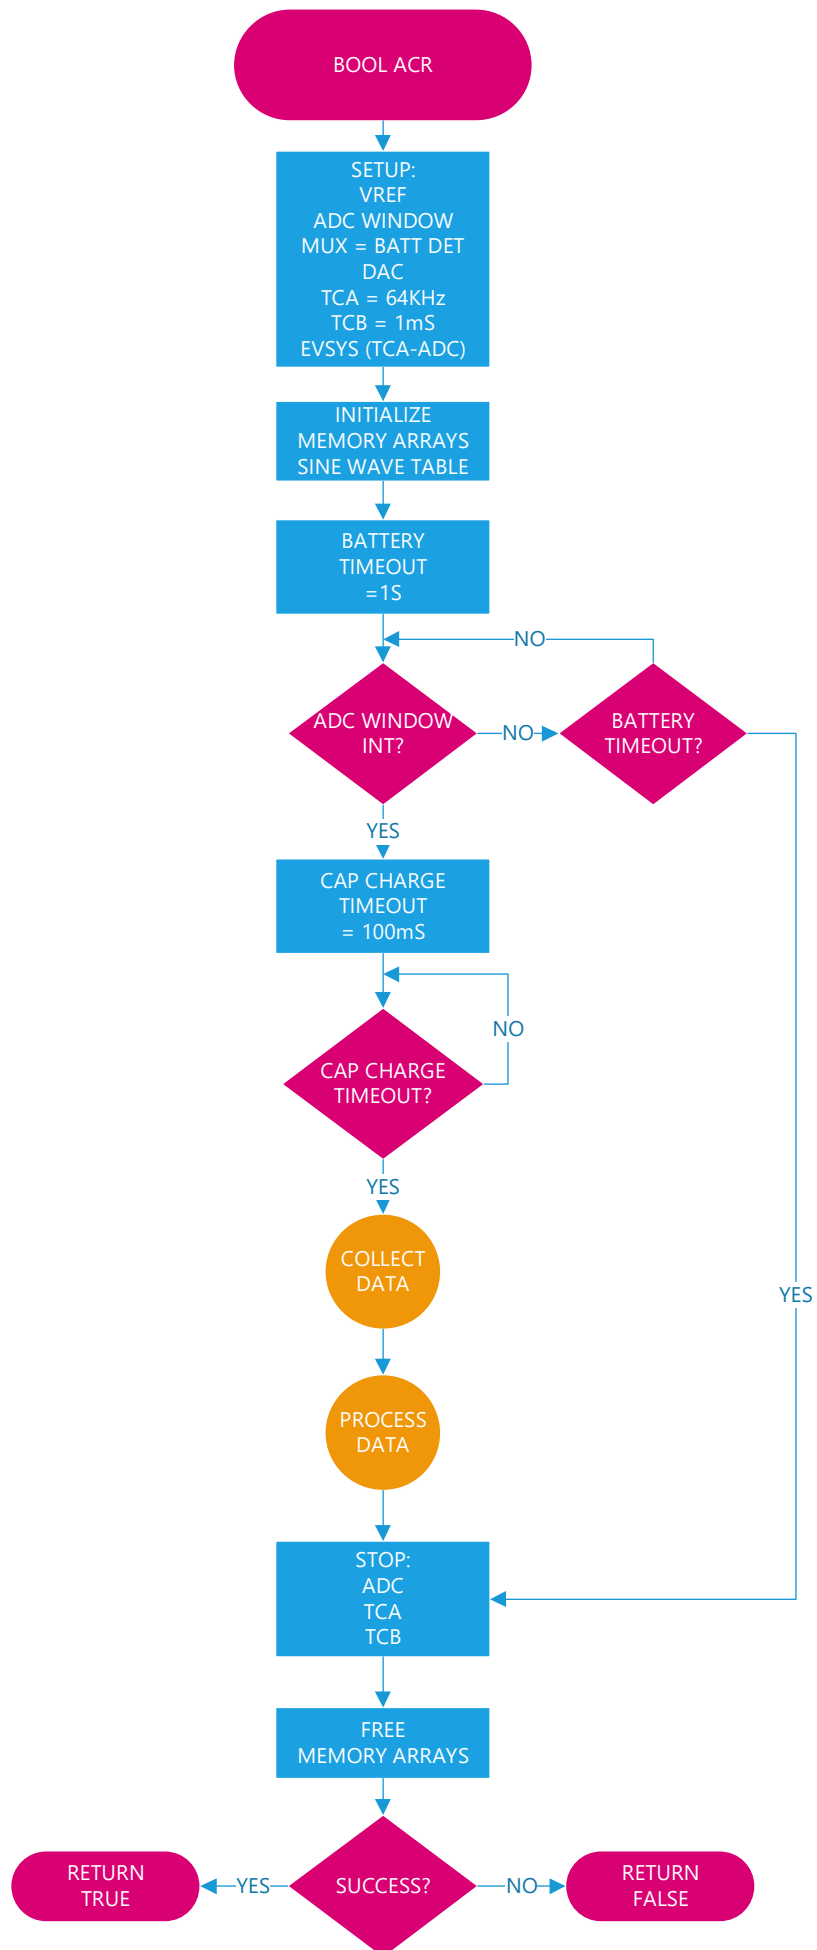 BOOL ACR
SETUP:
VREF
ADC WINDOW
MUX = BATT DET
DAC
TCA = 64KHz
TCB = 1mS
EVSYS (TCA-ADC)
INITIALIZE
MEMORY ARRAYS
SINE WAVE TABLE
BATTERY
TIMEOUT
=1S
NO
ADC WINDOW
INT?
NO
BATTERY
TIMEOUT?
YES
CAP CHARGE
TIMEOUT
= 100mS
NO
CAP CHARGE
TIMEOUT?
YES
COLLECT
DATA
YES
PROCESS
DATA
STOP:
ADC
TCA
TCB
FREE
MEMORY ARRAYS
RETURN
TRUE
YES
SUCCESS?
NO
RETURN
FALSE